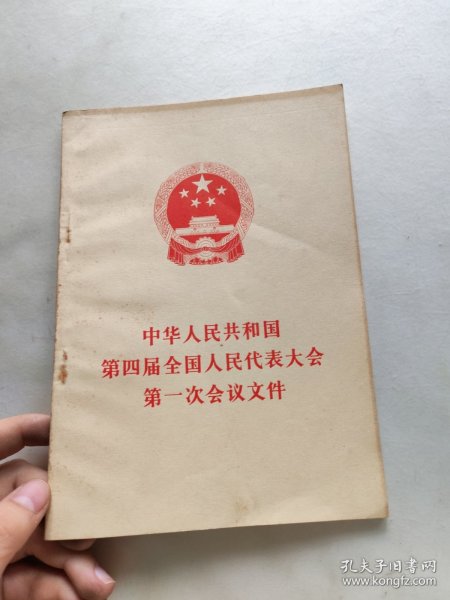 中华人民共和国
第四届全国人民代表大会
第一次会议文件
孔夫子旧书网
www.kongfz.com